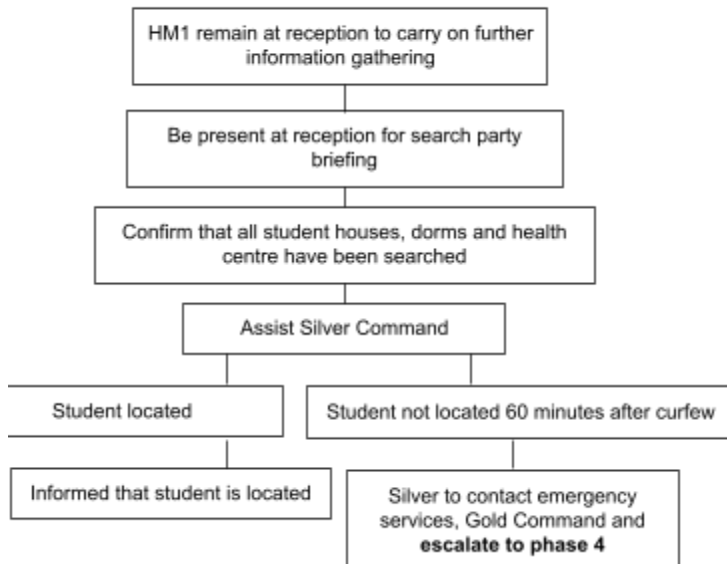 HM1 remain at reception to carry on further
information gathering
Be present at reception for search party
briefing
Confirm that all student houses, dorms and health
centre have been searched
Assist Silver Command
Student located
Student not located 60 minutes after curfew
Informed that student is located
Silver to contact emergency
services, Gold Command and
escalate to phase 4